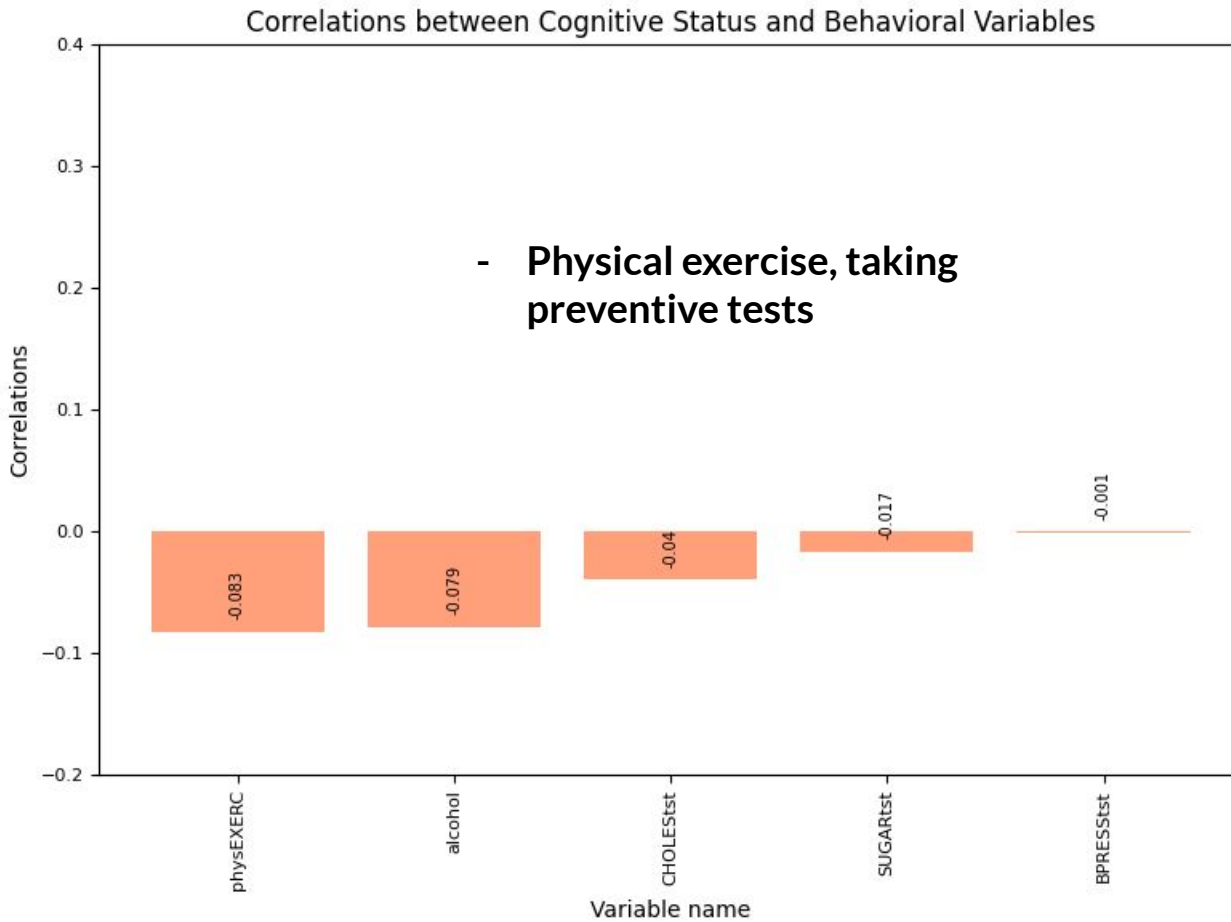 Correlations between Cognitive Status and Behavioral Variables
0.4
0.3
0.2
0.1
0.0
−0.1
−0.2
Correlations
- Physical exercise, taking
preventive tests
-0.083
-0.079
-0.04
-0.017
-0.001
physEXERC
alcohol
CHOLEStst
SUGARtst
BPRESStst
Variable name